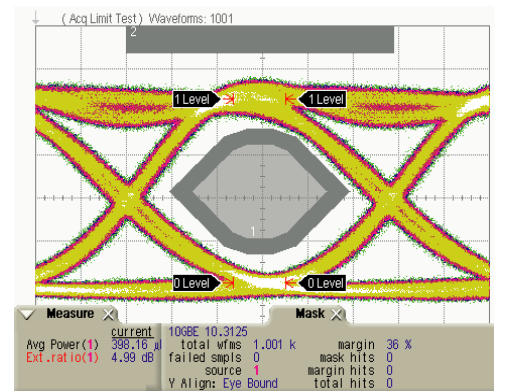 ( Acq Limit Test ) Waveforms: 1001
2
1 Level 1 Level
1
0 Level 0 Level
Measure Mask
current 10GBE 10.3125
Avg Power(1) 398.16 total wfms 1.001 k margin 36 %
Ext.ratio(1) 4.99 dB failed smpls 0 mask hits 0
source 1 margin hits 0
Y Align: Eye Bound total hits 0